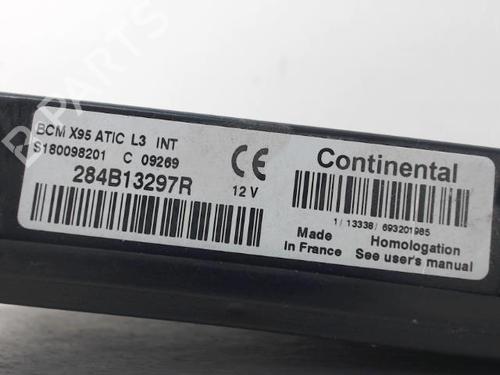 BCM X95 ATIC L3 INT
S180098201 C 09269
284B13297R
CE
12 V
Continental
1/ 13338/ 693201985
Made in France
Homologation
See user's manual
B-PARTS